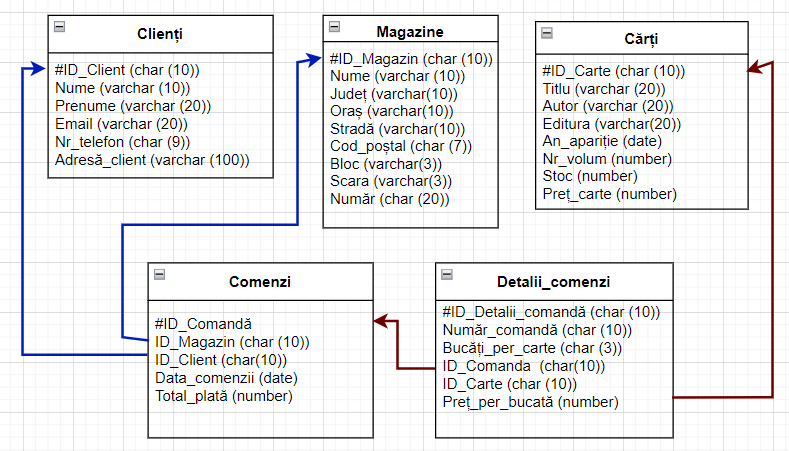 Clienți
#ID_Client (char (10))
Nume (varchar (10))
Prenume (varchar (20))
Email (varchar (20))
Nr_telefon (char (9))
Adresă_client (varchar (100))
Magazine
#ID_Magazin (char (10))
Nume (varchar (10))
Județ (varchar(10))
Oraș (varchar(10))
Stradă (varchar(10))
Cod_poștal (char (7))
Bloc (varchar(3))
Scara (varchar(3))
Număr (char (20))
Cărți
#ID_Carte (char (10))
Titlu (varchar (20))
Autor (varchar (20))
Editura (varchar(20))
An_apariție (date)
Nr_volum (number)
Stoc (number)
Preț_carte (number)
Comenzi
#ID_Comandă
ID_Magazin (char (10))
ID_Client (char(10))
Data_comenzii (date)
Total_plată (number)
Detalii_comenzi
#ID_Detalii_comandă (char (10))
Număr_comandă (char (10))
Bucăți_per_carte (char (3))
ID_Comanda (char(10))
ID_Carte (char (10))
Preț_per_bucată (number)